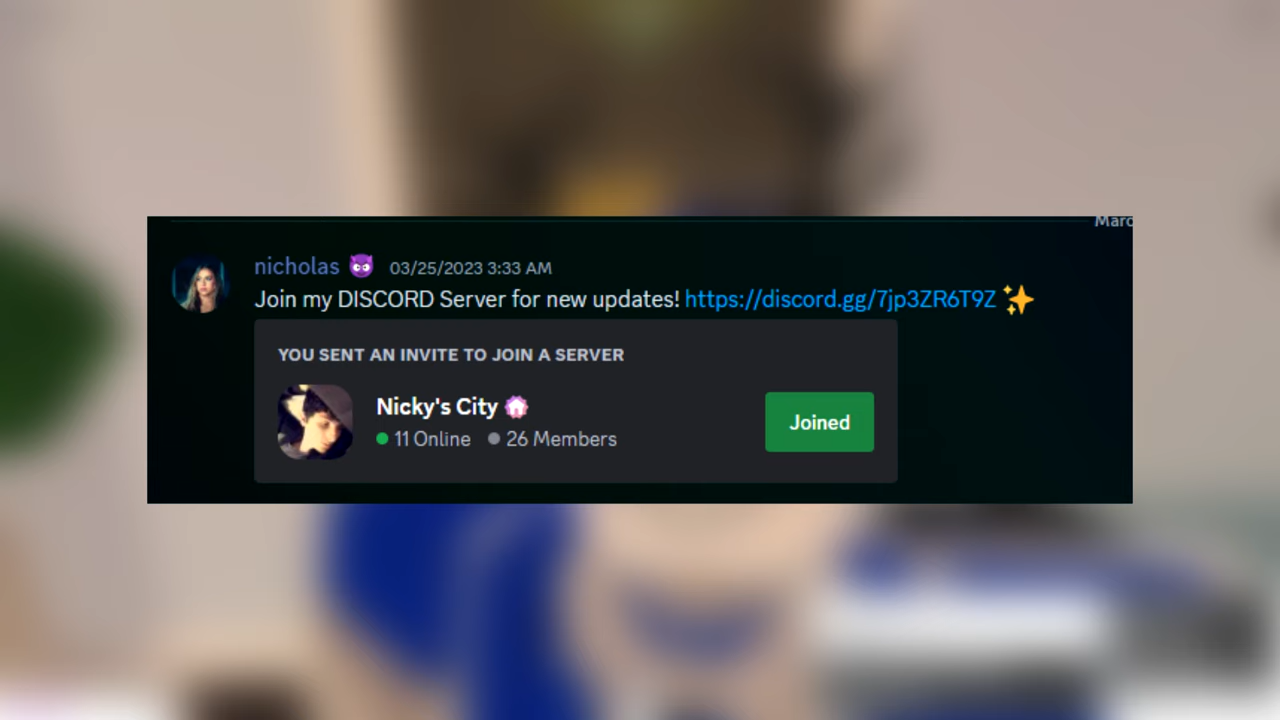 Marc
nicholas 😈 03/25/2023 3:33 AM
Join my DISCORD Server for new updates! https://discord.gg/7jp3ZR6T9Z ✨
YOU SENT AN INVITE TO JOIN A SERVER
Nicky's City
11 Online 26 Members
Joined